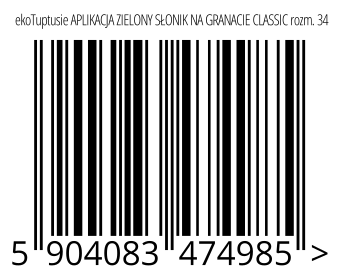 ekoTuptusie APLIKACJA ZIELONY SŁONIK NA GRANACIE CLASSIC rozm. 34
5 904083 474985 >